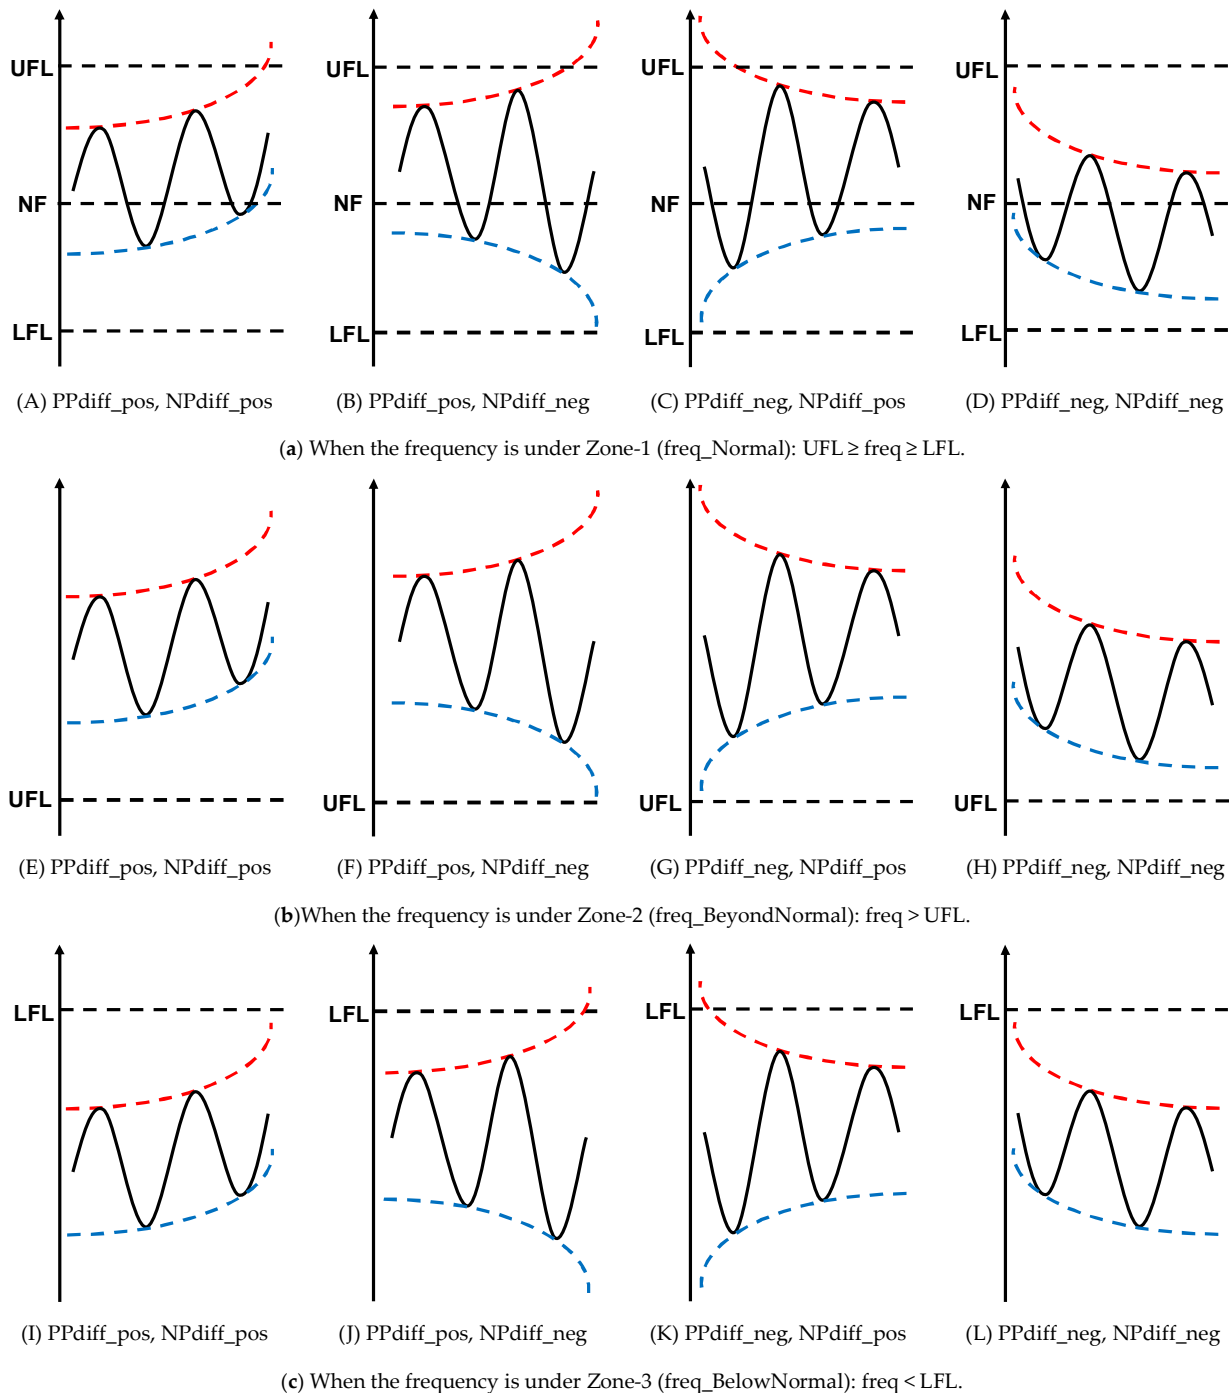 UFL
NF
LFL
UFL
NF
LFL
UFL
NF
LFL
UFL
NF
LFL
(A) PPdiff_pos, NPdiff_pos
(B) PPdiff_pos, NPdiff_neg
(C) PPdiff_neg, NPdiff_pos
(D) PPdiff_neg, NPdiff_neg
(a) When the frequency is under Zone-1 (freq_Normal): UFL ≥ freq ≥ LFL.
UFL
UFL
UFL
UFL
(E) PPdiff_pos, NPdiff_pos
(F) PPdiff_pos, NPdiff_neg
(G) PPdiff_neg, NPdiff_pos
(H) PPdiff_neg, NPdiff_neg
(b)When the frequency is under Zone-2 (freq_BeyondNormal): freq > UFL.
LFL
LFL
LFL
LFL
(I) PPdiff_pos, NPdiff_pos
(J) PPdiff_pos, NPdiff_neg
(K) PPdiff_neg, NPdiff_pos
(L) PPdiff_neg, NPdiff_neg
(c) When the frequency is under Zone-3 (freq_BelowNormal): freq < LFL.